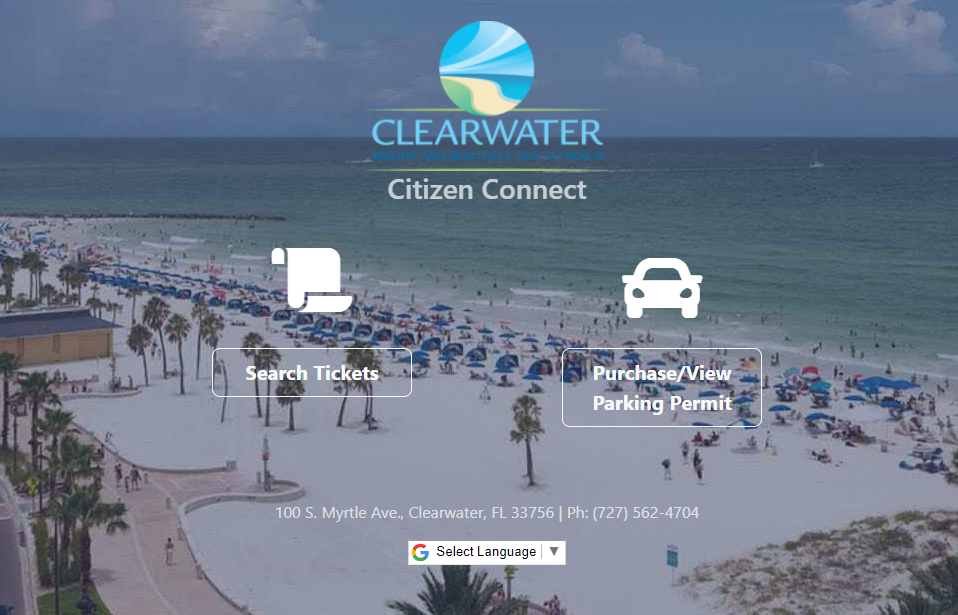 CLEARWATER
Citizen Connect
Search Tickets
Purchase/View
Parking Permit
100 S. Myrtle Ave., Clearwater, FL 33756 | Ph: (727) 562-4704
Select Language